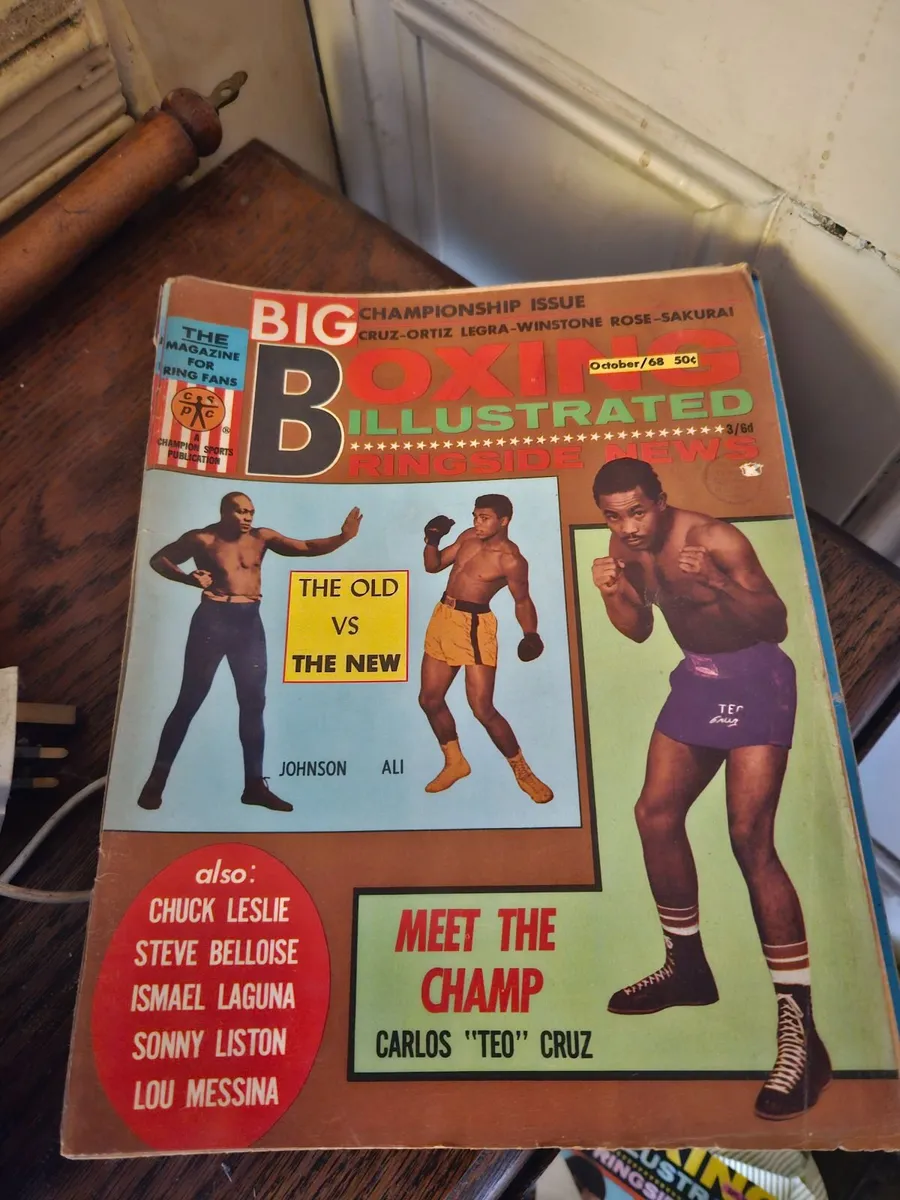 BIG CHAMPIONSHIP ISSUE
CRUZ-ORTIZ LEGRA-WINSTONE ROSE-SAKURAI
THE
MAGAZINE
FOR
RING FANS
BOXING
October/68 50¢
ILLUSTRATED
3/6d
RINGSIDE NEWS
C S
P C
®
A
CHAMPION SPORTS
PUBLICATION
THE OLD
VS
THE NEW
JOHNSON ALI
TEO
Cruz
also:
CHUCK LESLIE
STEVE BELLOISE
ISMAEL LAGUNA
SONNY LISTON
LOU MESSINA
MEET THE
CHAMP
CARLOS "TEO" CRUZ